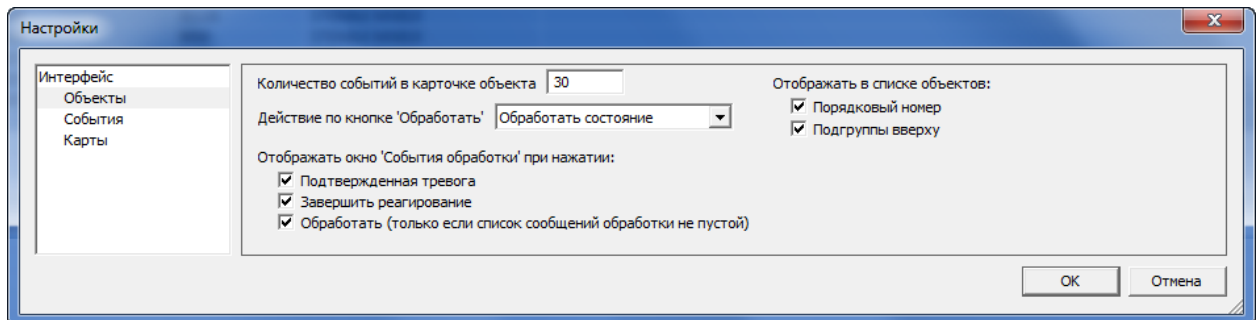 Настройки
Интерфейс
Объекты
События
Карты
Количество событий в карточке объекта 30
Действие по кнопке 'Обработать' Обработать состояние
Отображать окно 'События обработки' при нажатии:
Подтвержденная тревога
Завершить реагирование
Обработать (только если список сообщений обработки не пустой)
Отображать в списке объектов:
Порядковый номер
Подгруппы вверху
ОК
Отмена